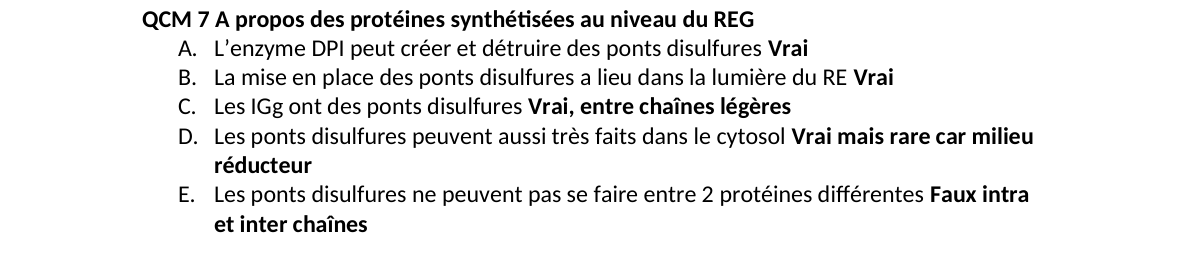 QCM 7 A propos des protéines synthétisées au niveau du REG
A. L’enzyme DPI peut créer et détruire des ponts disulfures Vrai
B. La mise en place des ponts disulfures a lieu dans la lumière du RE Vrai
C. Les IGg ont des ponts disulfures Vrai, entre chaînes légères
D. Les ponts disulfures peuvent aussi très faits dans le cytosol Vrai mais rare car milieu
réducteur
E. Les ponts disulfures ne peuvent pas se faire entre 2 protéines différentes Faux intra
et inter chaînes